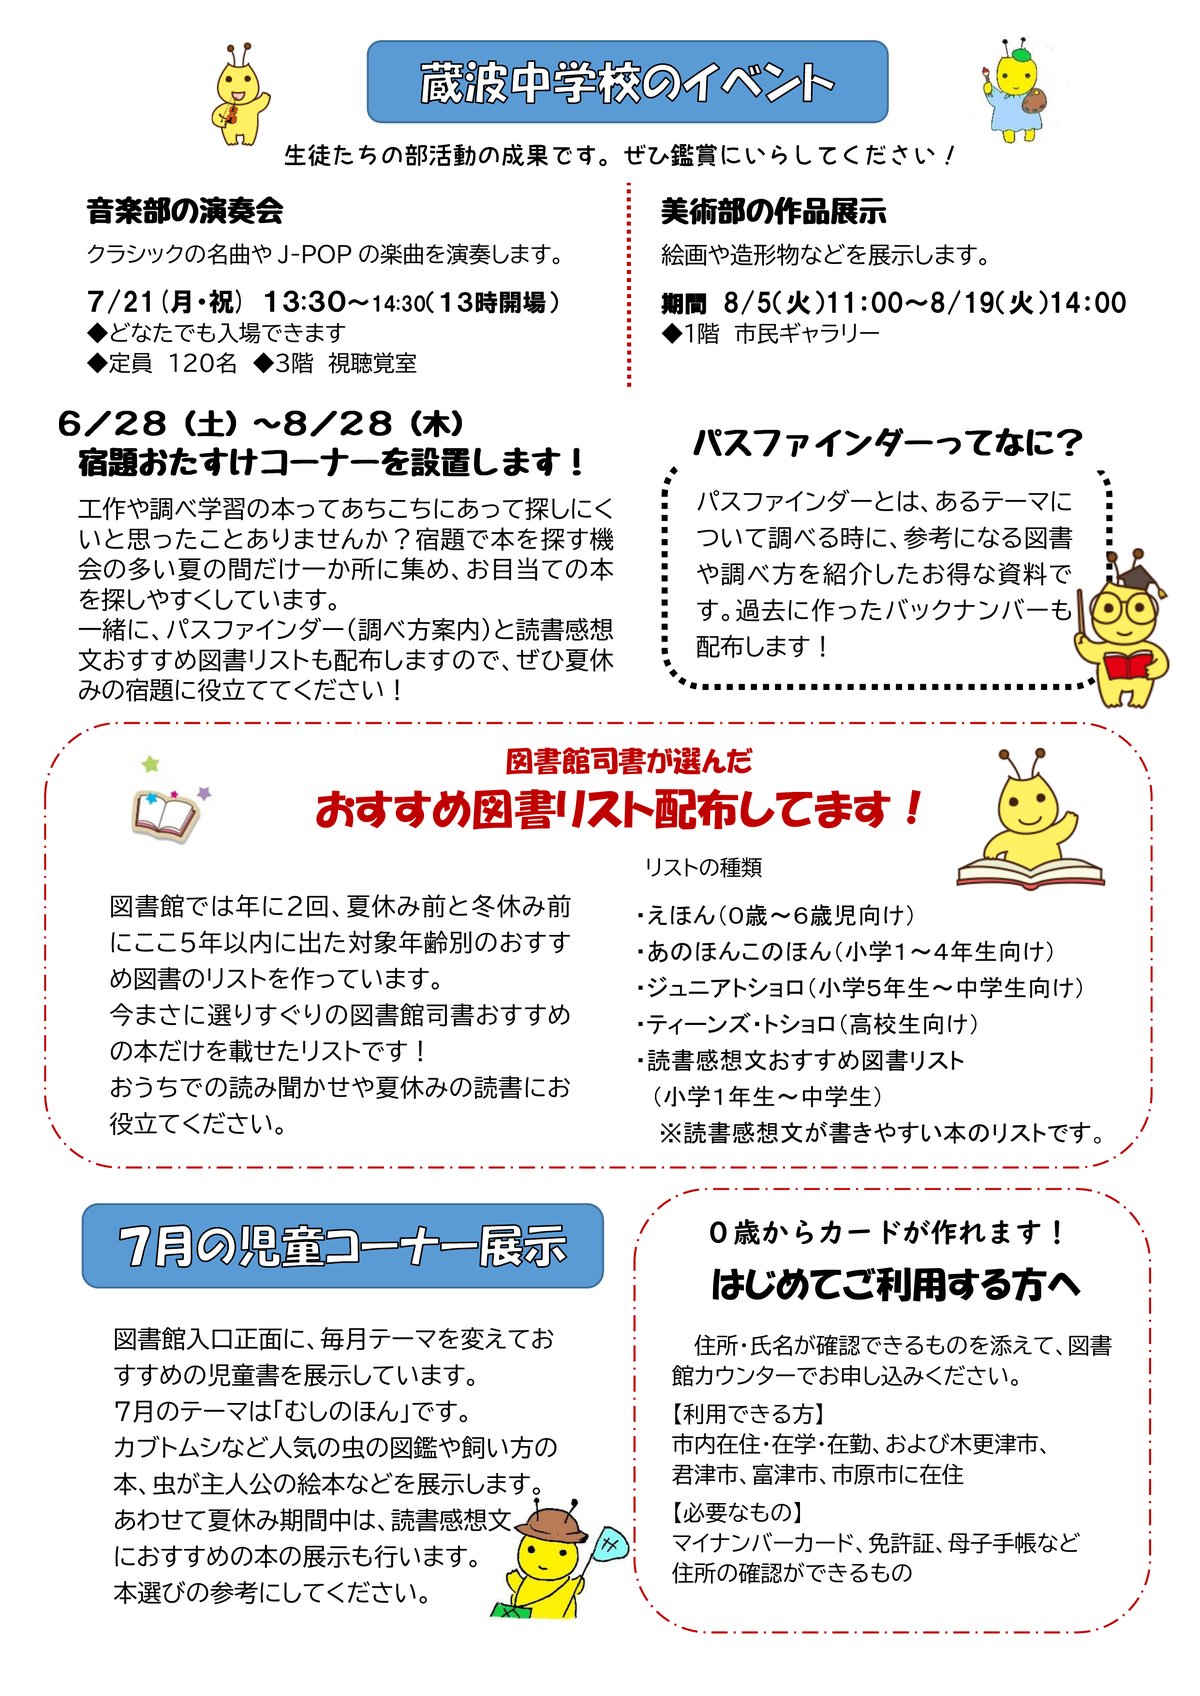 蔵波中学校のイベント
生徒たちの部活動の成果です。ぜひ鑑賞にいらしてください！
音楽部の演奏会
クラシックの名曲や J-POP の楽曲を演奏します。
7/21(月・祝)　13:30～14:30(13時開場)
◆どなたでも入場できます
◆定員　120名　◆3階　視聴覚室
美術部の作品展示
絵画や造形物などを展示します。
期間　8/5(火)11:00～8/19(火)14:00
◆1階　市民ギャラリー
6／28（土）～8／28（木）
宿題おたすけコーナーを設置します！
工作や調べ学習の本ってあちこちにあって探しにく
いと思ったことありませんか？宿題で本を探す機
会の多い夏の間だけ一か所に集め、お目当ての本
を探しやすくしています。
一緒に、パスファインダー（調べ方案内）と読書感想
文おすすめ図書リストも配布しますので、ぜひ夏休
みの宿題に役立ててください！
パスファインダーってなに？
パスファインダーとは、あるテーマに
ついて調べる時に、参考になる図書
や調べ方を紹介したお得な資料で
す。過去に作ったバックナンバーも
配布します！
図書館司書が選んだ
おすすめ図書リスト配布してます！
図書館では年に2回、夏休み前と冬休み前
にここ5年以内に出た対象年齢別のおすす
め図書のリストを作っています。
今まさに選りすぐりの図書館司書おすすめ
の本だけを載せたリストです！
おうちでの読み聞かせや夏休みの読書にお
役立てください。
リストの種類
・えほん（0歳～6歳児向け）
・あのほんこのほん（小学1～4年生向け）
・ジュニアトショロ（小学5年生～中学生向け）
・ティーンズ・トショロ（高校生向け）
・読書感想文おすすめ図書リスト
（小学1年生～中学生）
※読書感想文が書きやすい本のリストです。
7月の児童コーナー展示
図書館入口正面に、毎月テーマを変えてお
すすめの児童書を展示しています。
7月のテーマは「むしのほん」です。
カブトムシなど人気の虫の図鑑や飼い方の
本、虫が主人公の絵本などを展示します。
あわせて夏休み期間中は、読書感想文
におすすめの本の展示も行います。
本選びの参考にしてください。
０歳からカードが作れます！
はじめてご利用する方へ
住所・氏名が確認できるものを添えて、図書
館カウンターでお申し込みください。
【利用できる方】
市内在住・在学・在勤、および木更津市、
君津市、富津市、市原市に在住
【必要なもの】
マイナンバーカード、免許証、母子手帳など
住所の確認ができるもの